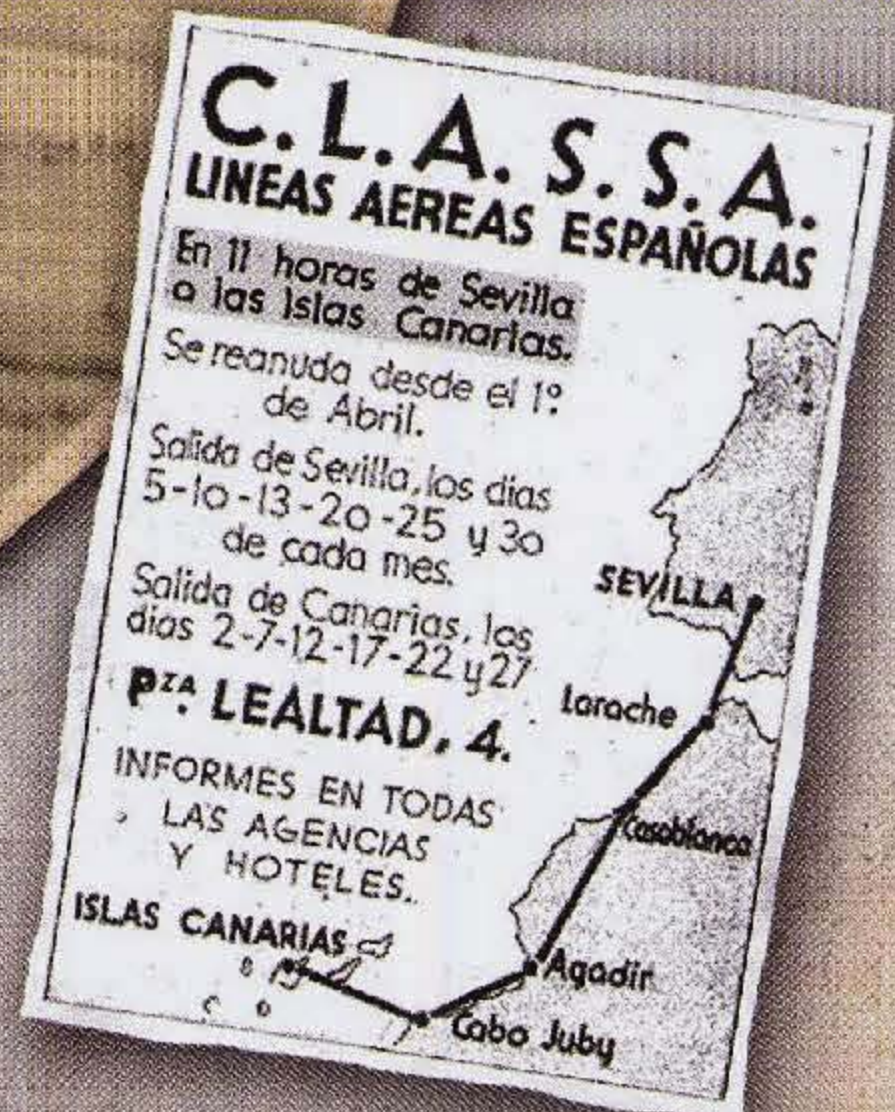 C. L. A. S. S. A.
LINEAS AEREAS ESPAÑOLAS
En 11 horas de Sevilla
a las Islas Canarias.
Se reanuda desde el 1º
de Abril.
Salida de Sevilla, los dias
5-10-13-20-25 y 30
de cada mes.
Salida de Canarias, los
dias 2-7-12-17-22 y 27
PZA. LEALTAD, 4.
INFORMES EN TODAS
LAS AGENCIAS
Y HOTELES.
SEVILLA
Larache
Casablanca
ISLAS CANARIAS
Agadir
Cabo Juby